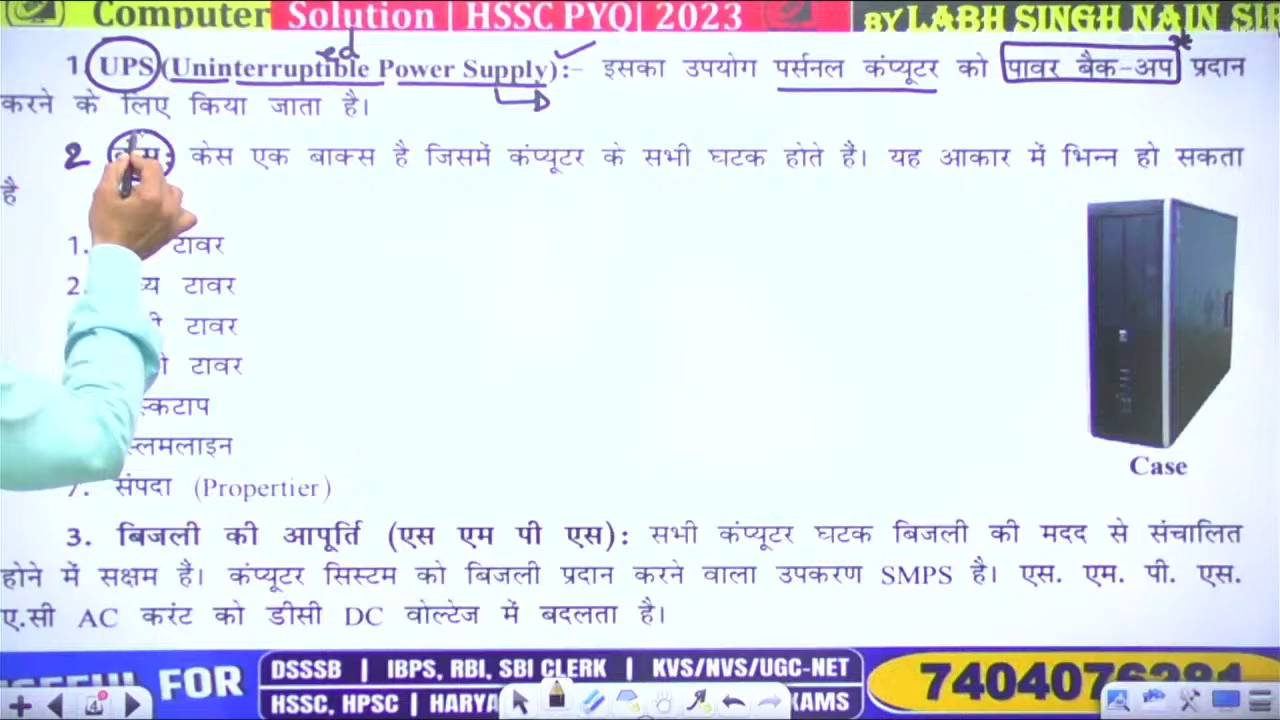 Computer Solution | HSSC PYQ| 2023 BY LABH SINGH NAIN SIR
ed
1. UPS (Uninterruptible Power Supply):- इसका उपयोग पर्सनल कंप्यूटर को पावर बैक-अप प्रदान
करने के लिए किया जाता है।
2 केस: केस एक बाक्स है जिसमें कंप्यूटर के सभी घटक होते हैं। यह आकार में भिन्न हो सकता
है
1. टावर
2. टावर
टावर
टावर
7. संपदा (Propertier)
Case
3. बिजली की आपूर्ति (एस एम पी एस): सभी कंप्यूटर घटक बिजली की मदद से संचालित
होने में सक्षम हैं। कंप्यूटर सिस्टम को बिजली प्रदान करने वाला उपकरण SMPS है। एस. एम. पी. एस.
ए.सी AC करंट को डीसी DC वोल्टेज में बदलता है।
FOR
DSSSB | IBPS, RBI, SBI CLERK | KVS/NVS/UGC-NET
HSSC, HPSC |
4